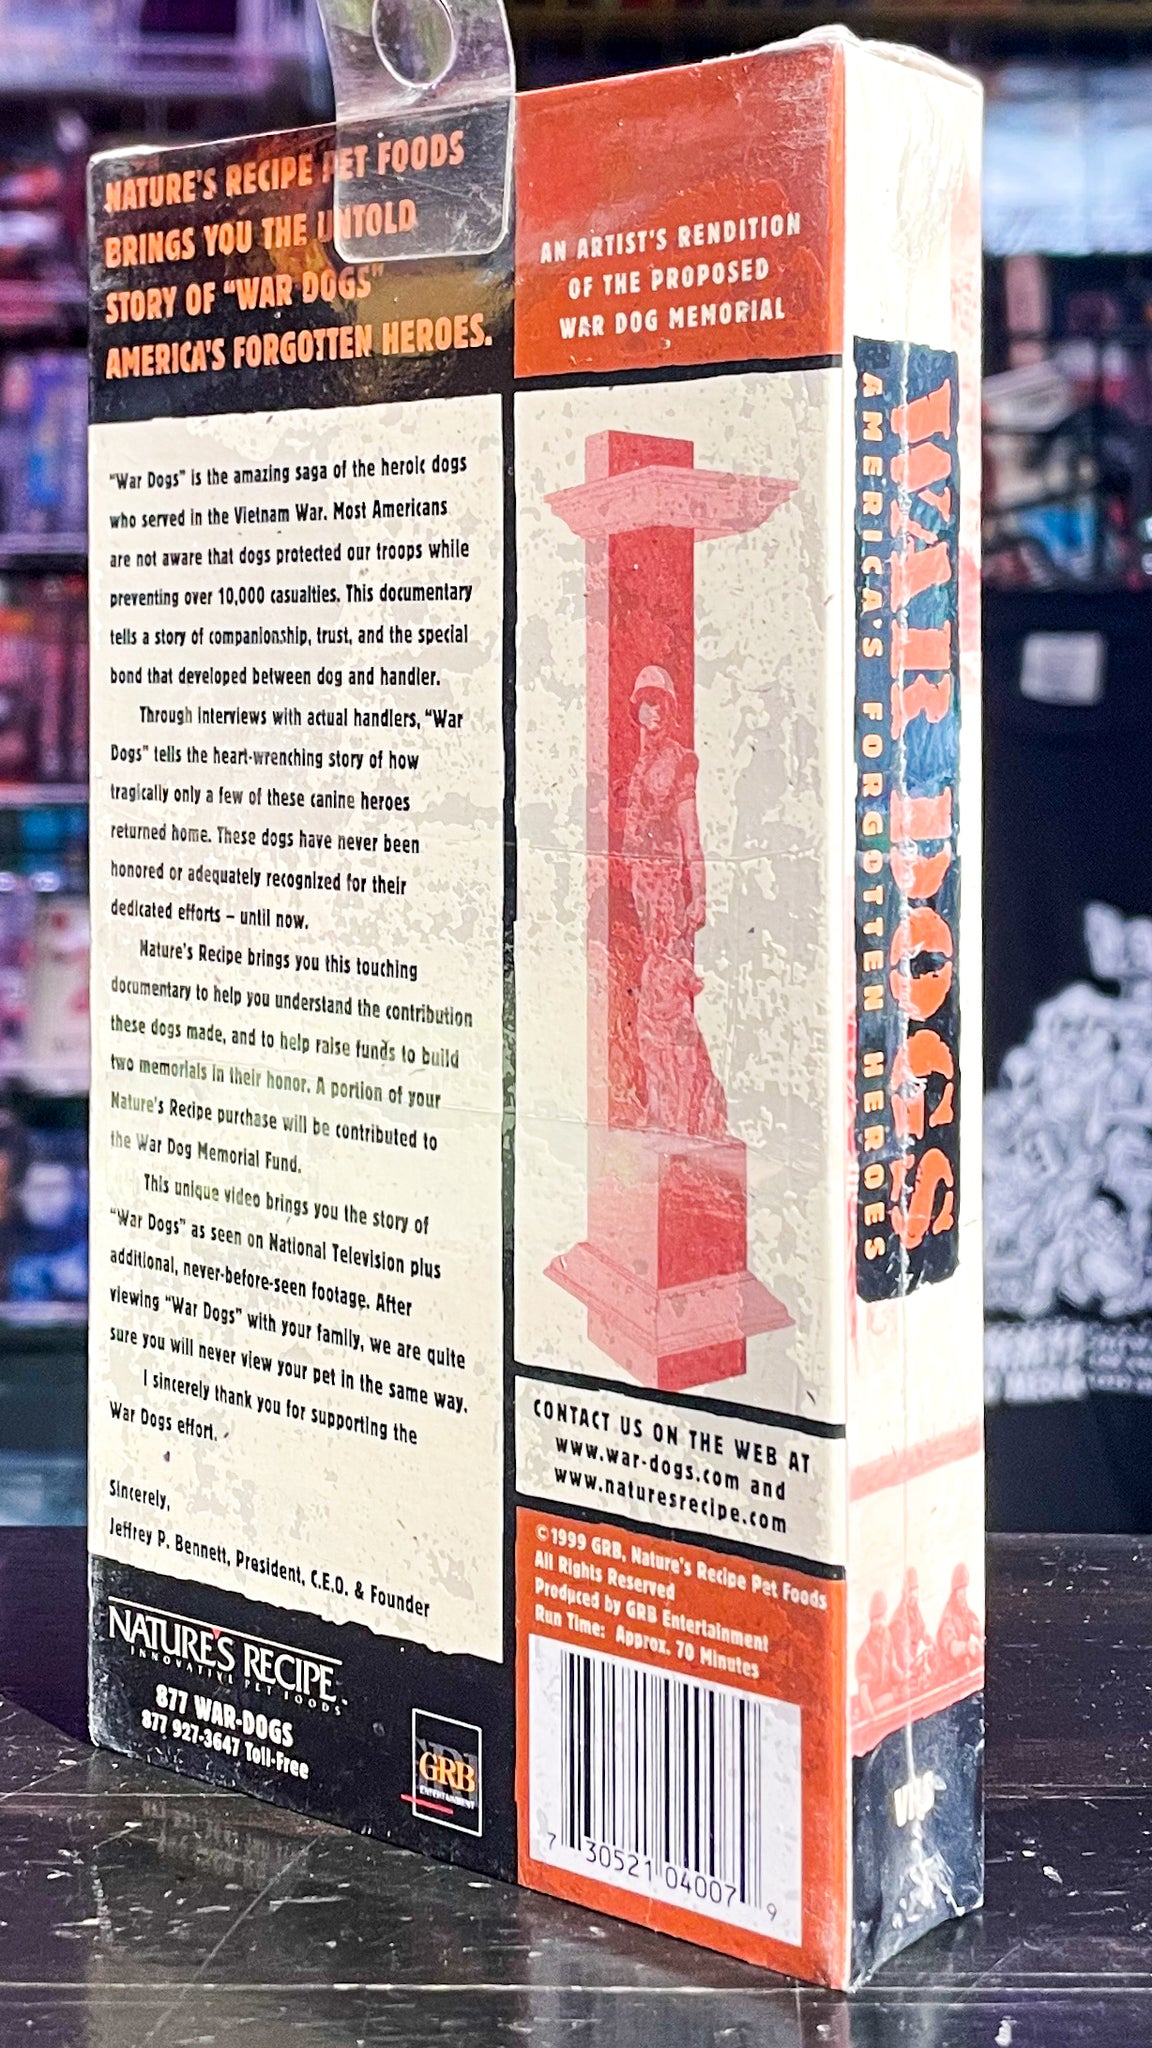 NATURE'S RECIPE PET FOODS
BRINGS YOU THE UNTOLD
STORY OF "WAR DOGS"
AMERICA'S FORGOTTEN HEROES.
"War Dogs" is the amazing saga of the heroic dogs
who served in the Vietnam War. Most Americans
are not aware that dogs protected our troops while
preventing over 10,000 casualties. This documentary
tells a story of companionship, trust, and the special
bond that developed between dog and handler.
Through interviews with actual handlers, "War
Dogs" tells the heart-wrenching story of how
tragically only a few of these canine heroes
returned home. These dogs have never been
honored or adequately recognized for their
dedicated efforts – until now.
Nature's Recipe brings you this touching
documentary to help you understand the contribution
these dogs made, and to help raise funds to build
two memorials in their honor. A portion of your
Nature's Recipe purchase will be contributed to
the War Dog Memorial Fund.
This unique video brings you the story of
"War Dogs" as seen on National Television plus
additional, never-before-seen footage. After
viewing "War Dogs" with your family, we are quite
sure you will never view your pet in the same way.
I sincerely thank you for supporting the
War Dogs effort.
Sincerely,
Jeffrey P. Bennett, President, C.E.O. & Founder
NATURE'S RECIPE™
INNOVATIVE PET FOODS
877 WAR-DOGS
877 927-3647 Toll-Free
GRB
ENTERTAINMENT
AN ARTIST'S RENDITION
OF THE PROPOSED
WAR DOG MEMORIAL
CONTACT US ON THE WEB AT
www.war-dogs.com and
www.naturesrecipe.com
©1999 GRB, Nature's Recipe Pet Foods
All Rights Reserved
Produced by GRB Entertainment
Run Time: Approx. 70 Minutes
7 30521 04007 9
WAR DOGS
AMERICA'S FORGOTTEN HEROES
VHS